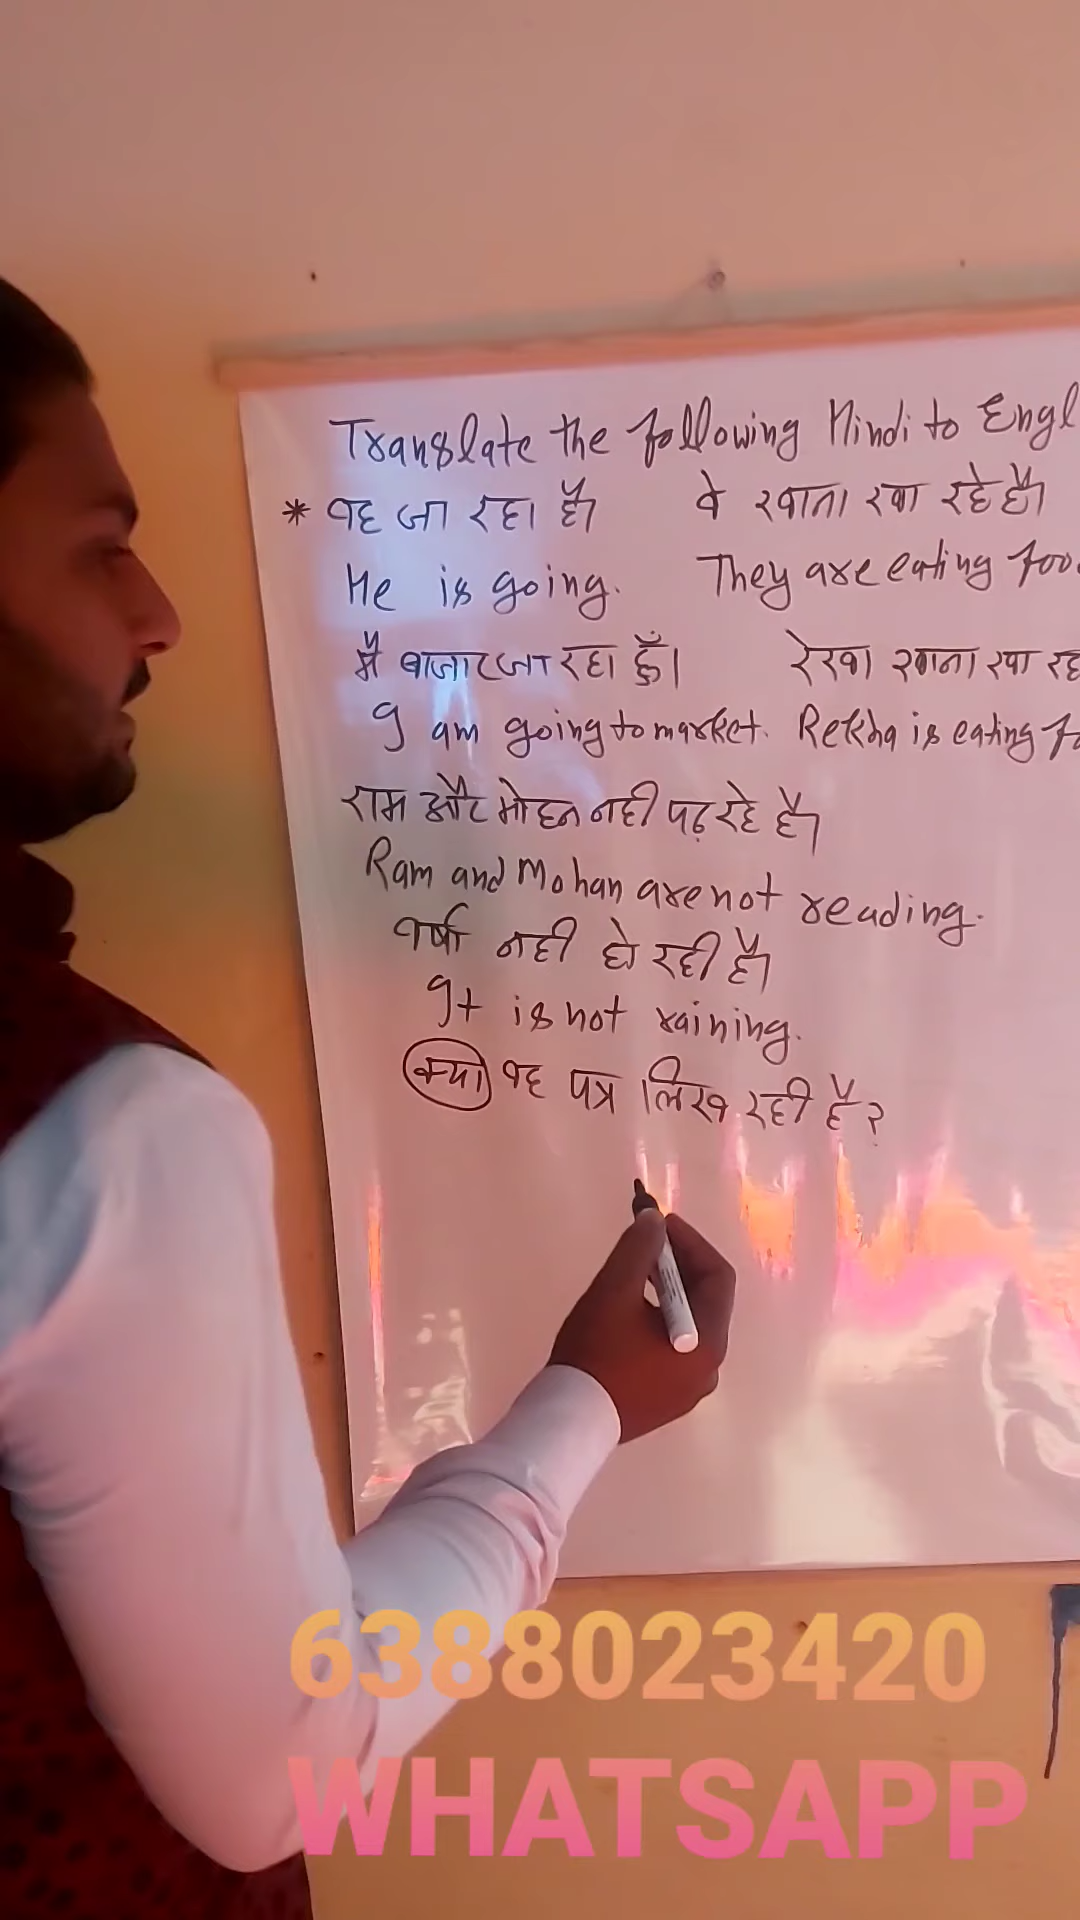 Translate the following Hindi to Engl
* वह जा रहा है। वे खाना खा रहे हैं।
He is going. They are eating foo
मैं बाजार जा रहा हूँ। रेखा खाना खा रह
I am going to market. Rekha is eating fo
राम और मोहन नही पढ़ रहे है।
Ram and Mohan are not reading.
वर्षा नही हो रही है।
It is not raining.
क्या वह पत्र लिख रही है?
6388023420
WHATSAPP